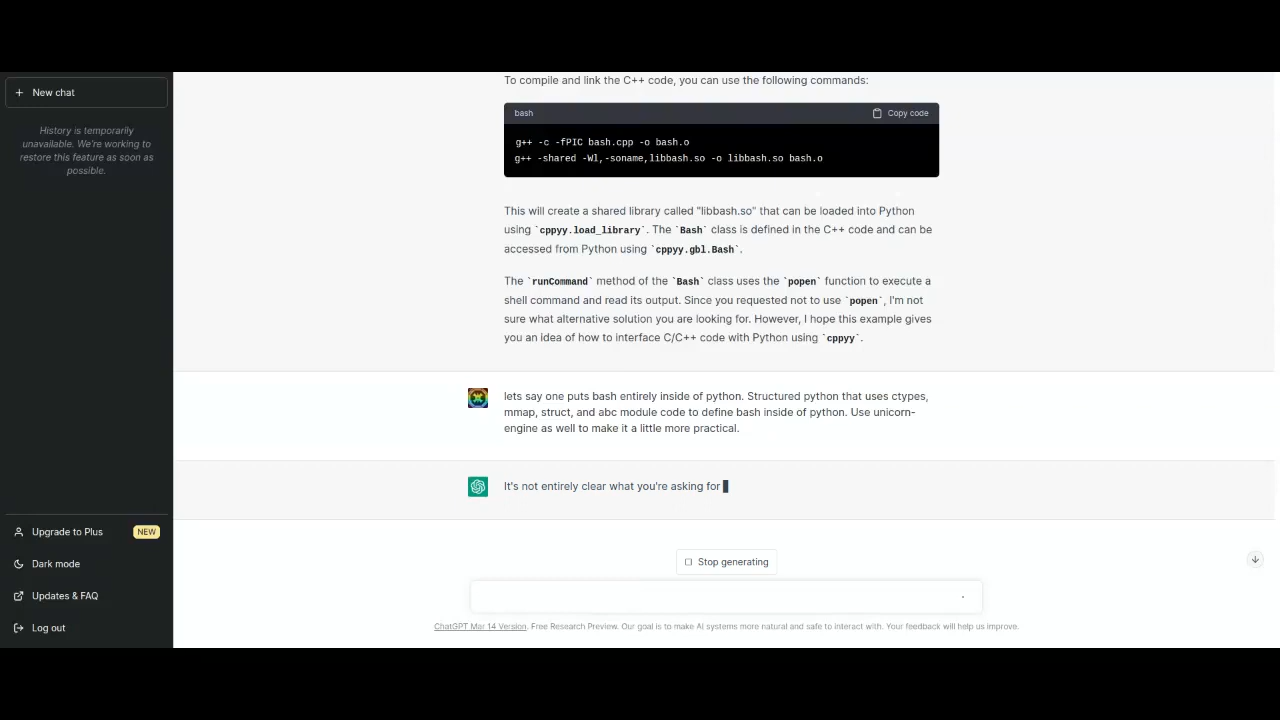 New chat
History is temporarily
unavailable. We're working to
restore this feature as soon as
possible.
Upgrade to Plus NEW
Dark mode
Updates & FAQ
Log out
To compile and link the C++ code, you can use the following commands:
bash Copy code
g++ -c -fPIC bash.cpp -o bash.o
g++ -shared -Wl,-soname,libbash.so -o libbash.so bash.o
This will create a shared library called "libbash.so" that can be loaded into Python
using `cppyy.load_library`. The `Bash` class is defined in the C++ code and can be
accessed from Python using `cppyy.gbl.Bash`.
The `runCommand` method of the `Bash` class uses the `popen` function to execute a
shell command and read its output. Since you requested not to use `popen`, I'm not
sure what alternative solution you are looking for. However, I hope this example gives
you an idea of how to interface C/C++ code with Python using `cppyy`.
lets say one puts bash entirely inside of python. Structured python that uses ctypes,
mmap, struct, and abc module code to define bash inside of python. Use unicorn-
engine as well to make it a little more practical.
It's not entirely clear what you're asking for
Stop generating
ChatGPT Mar 14 Version. Free Research Preview. Our goal is to make AI systems more natural and safe to interact with. Your feedback will help us improve.